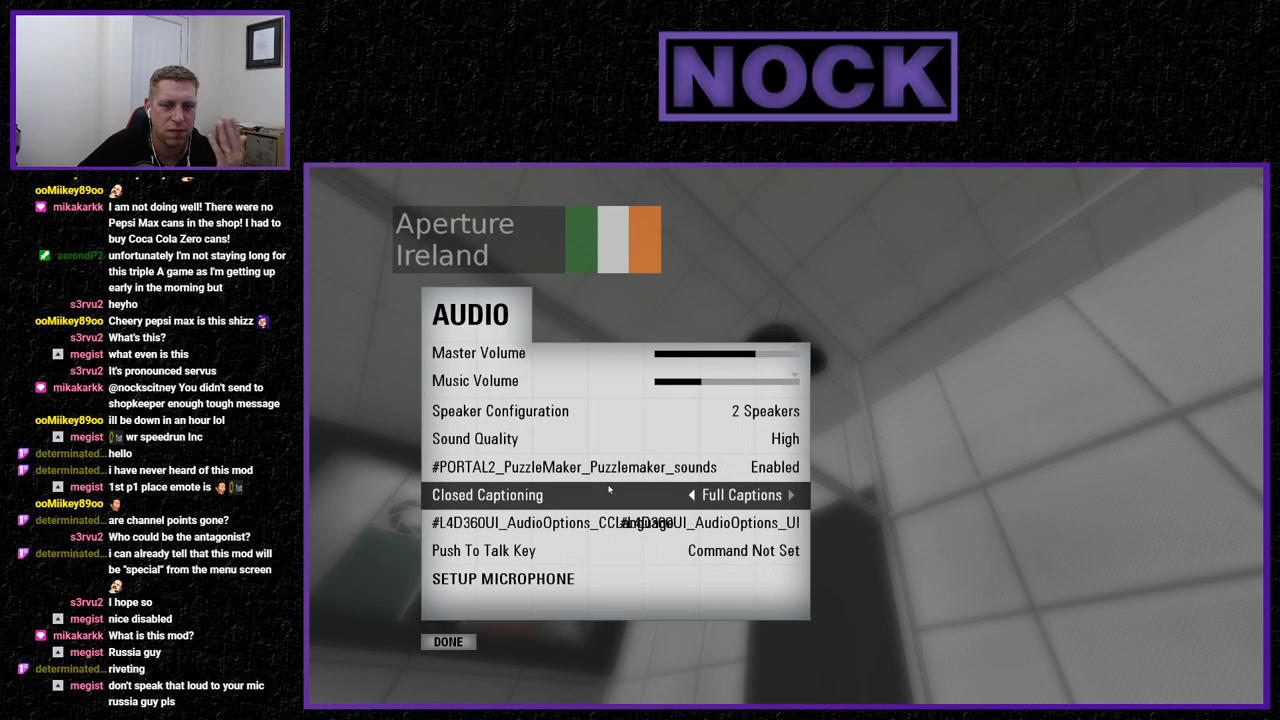 NOCK
ooMiikey89oo
mikakarkk I am not doing well! There were no
Pepsi Max cans in the shop! I had to
buy Coca Cola Zero cans!
aerondP2 unfortunately I'm not staying long for
this triple A game as I'm getting up
early in the morning but
s3rvu2 heyho
ooMiikey89oo Cheery pepsi max is this shizz
s3rvu2 What's this?
megist what even is this
s3rvu2 It's pronounced servus
mikakarkk @nockscitney You didn't send to
shopkeeper enough tough message
ooMiikey89oo ill be down in an hour lol
megist wr speedrun Inc
determinated... hello
determinated... i have never heard of this mod
megist 1st p1 place emote is
ooMiikey89oo
determinated... are channel points gone?
s3rvu2 Who could be the antagonist?
determinated... i can already tell that this mod will
be "special" from the menu screen
s3rvu2 I hope so
megist nice disabled
mikakarkk What is this mod?
megist Russia guy
determinated... riveting
megist don't speak that loud to your mic
russia guy pls
Aperture
Ireland
AUDIO
Master Volume
Music Volume
Speaker Configuration 2 Speakers
Sound Quality High
#PORTAL2_PuzzleMaker_Puzzlemaker_sounds Enabled
Closed Captioning Full Captions
#L4D360UI_AudioOptions_CCLanguage #L4D360UI_AudioOptions_UI
Push To Talk Key Command Not Set
SETUP MICROPHONE
DONE